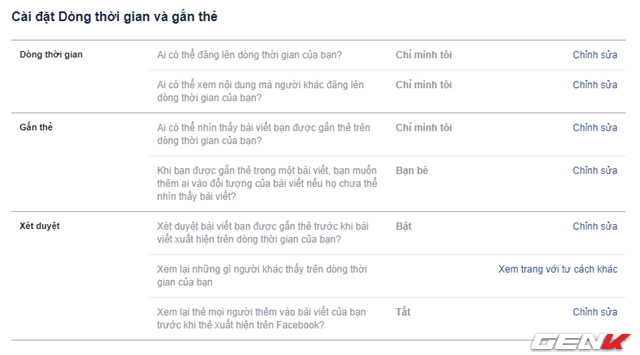 Cài đặt Dòng thời gian và gắn thẻ
Dòng thời gian
Ai có thể đăng lên dòng thời gian của bạn?
Chỉ mình tôi
Chỉnh sửa
Ai có thể xem nội dung mà người khác đăng lên
dòng thời gian của bạn?
Chỉ mình tôi
Chỉnh sửa
Gắn thẻ
Ai có thể nhìn thấy bài viết bạn được gắn thẻ trên
dòng thời gian của bạn?
Chỉ mình tôi
Chỉnh sửa
Khi bạn được gắn thẻ trong một bài viết, bạn muốn
thêm ai vào đối tượng của bài viết nếu họ chưa thể
nhìn thấy bài viết?
Bạn bè
Chỉnh sửa
Xét duyệt
Xét duyệt bài viết bạn được gắn thẻ trước khi bài
viết xuất hiện trên dòng thời gian của bạn?
Bật
Chỉnh sửa
Xem lại những gì người khác thấy trên dòng thời
gian của bạn
Xem trang với tư cách khác
Xem lại thẻ mọi người thêm vào bài viết của bạn
trước khi thẻ xuất hiện trên Facebook?
Tắt
Chỉnh sửa
GENK